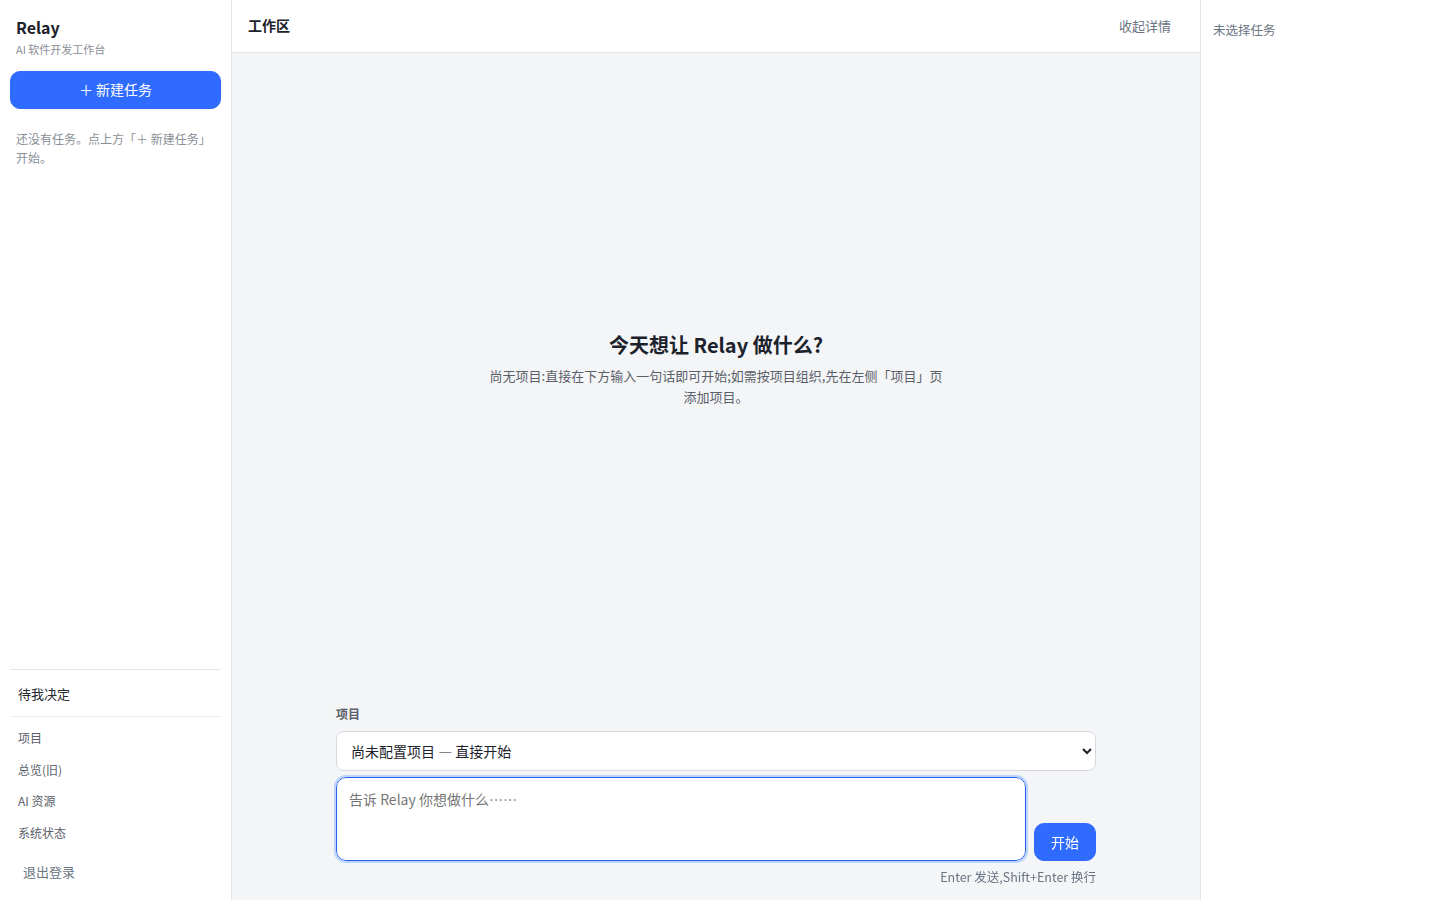 Relay
AI 软件开发工作台
＋ 新建任务
还没有任务。点上方「＋ 新建任务」
开始。
待我决定
项目
总览(旧)
AI 资源
系统状态
退出登录
工作区
收起详情
今天想让 Relay 做什么?
尚无项目:直接在下方输入一句话即可开始;如需按项目组织,先在左侧「项目」页
添加项目。
项目
尚未配置项目 — 直接开始
告诉 Relay 你想做什么……
开始
Enter 发送,Shift+Enter 换行
未选择任务